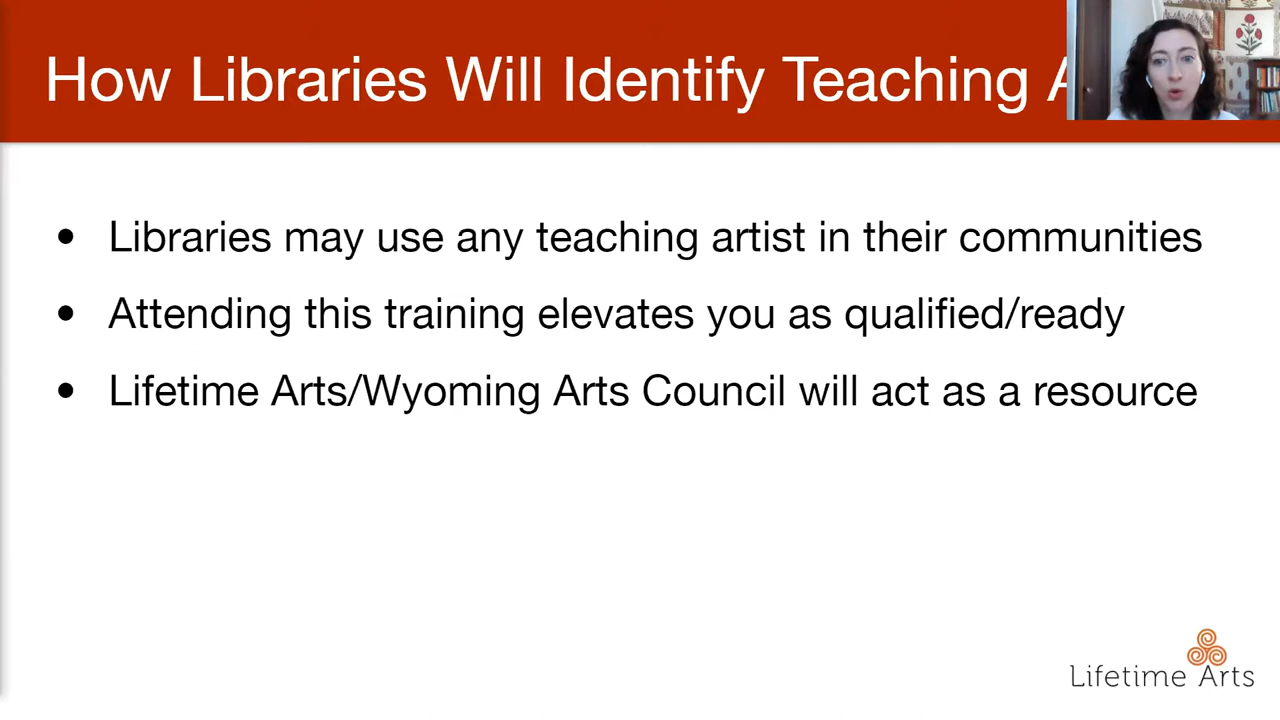 How Libraries Will Identify Teaching
• Libraries may use any teaching artist in their communities
• Attending this training elevates you as qualified/ready
• Lifetime Arts/Wyoming Arts Council will act as a resource
Lifetime Arts